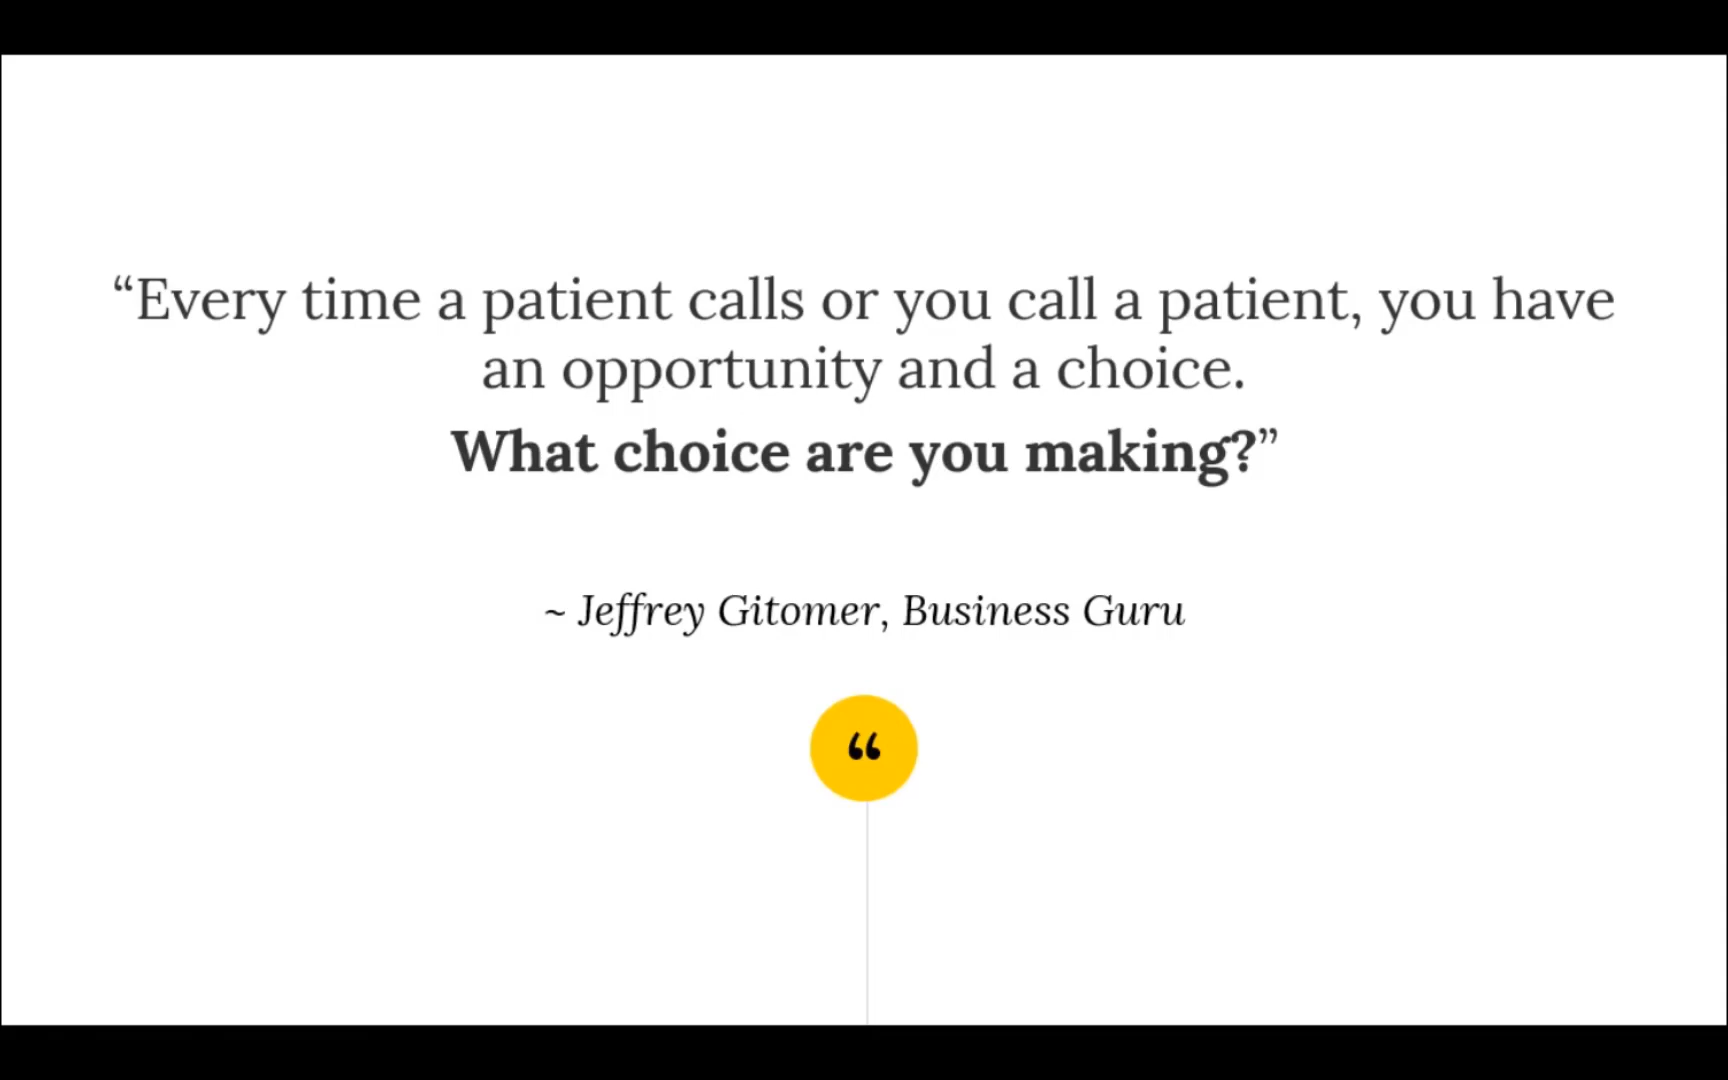 “Every time a patient calls or you call a patient, you have
an opportunity and a choice.
What choice are you making?”
~ Jeffrey Gitomer, Business Guru
“